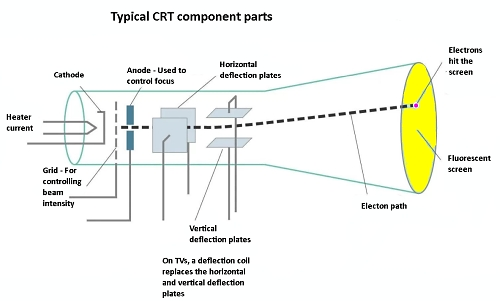 Typical CRT component parts
Electrons
hit the
screen
Horizontal
deflection plates
Anode - Used to
control focus
Cathode
Heater
current
Grid - For
controlling
beam
intensity
Fluorescent
screen
Electon path
Vertical
deflection plates
On TVs, a deflection coil
replaces the horizontal
and vertical deflection
plates